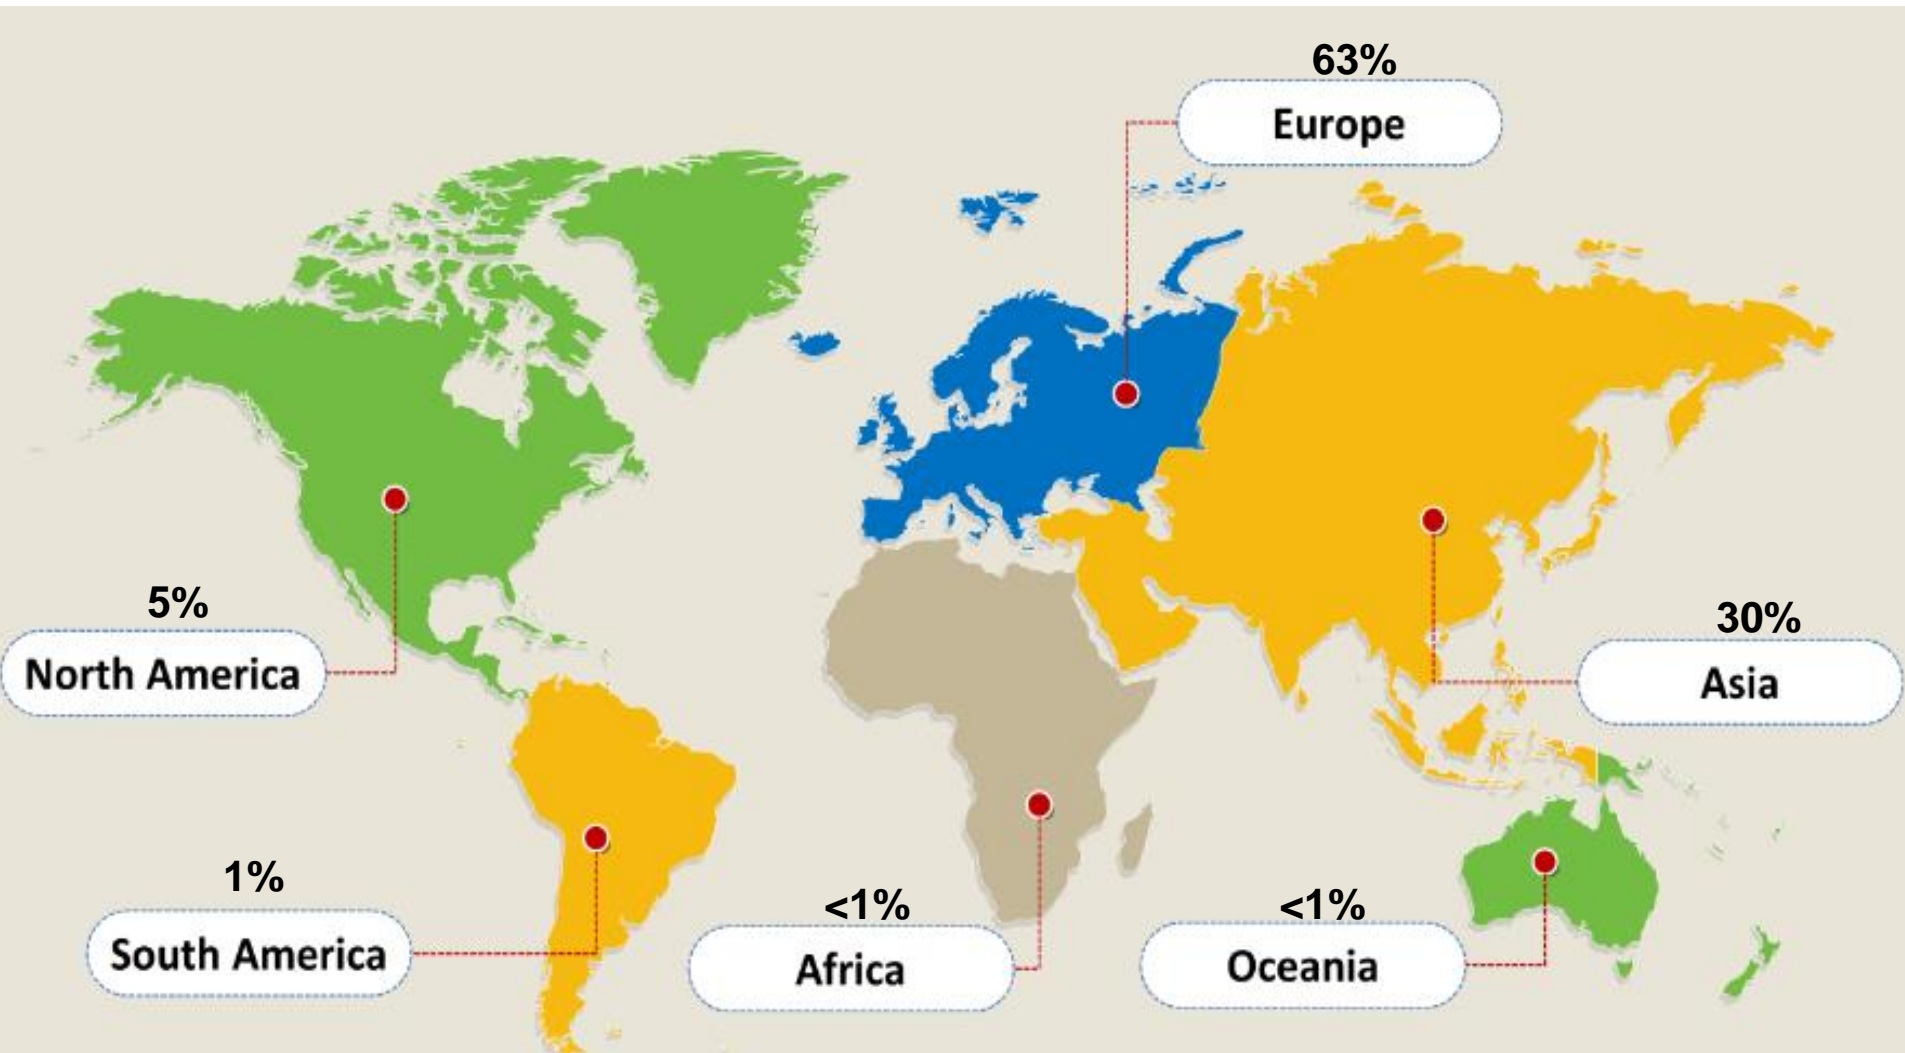 63%
Europe
5%
North America
30%
Asia
1%
South America
<1%
Africa
<1%
Oceania